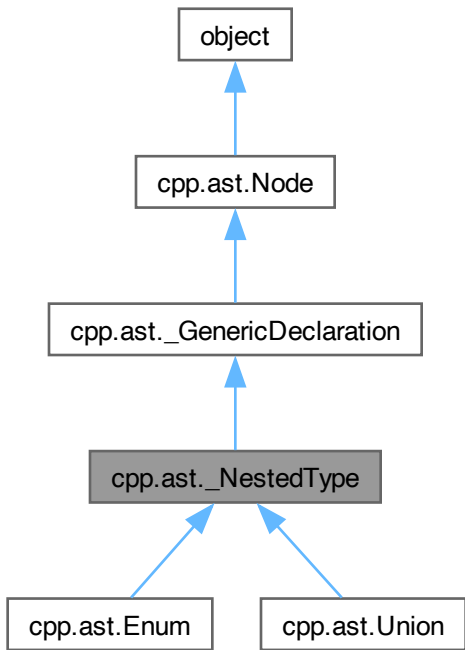 object
cpp.ast.Node
cpp.ast._GenericDeclaration
cpp.ast._NestedType
cpp.ast.Enum
cpp.ast.Union